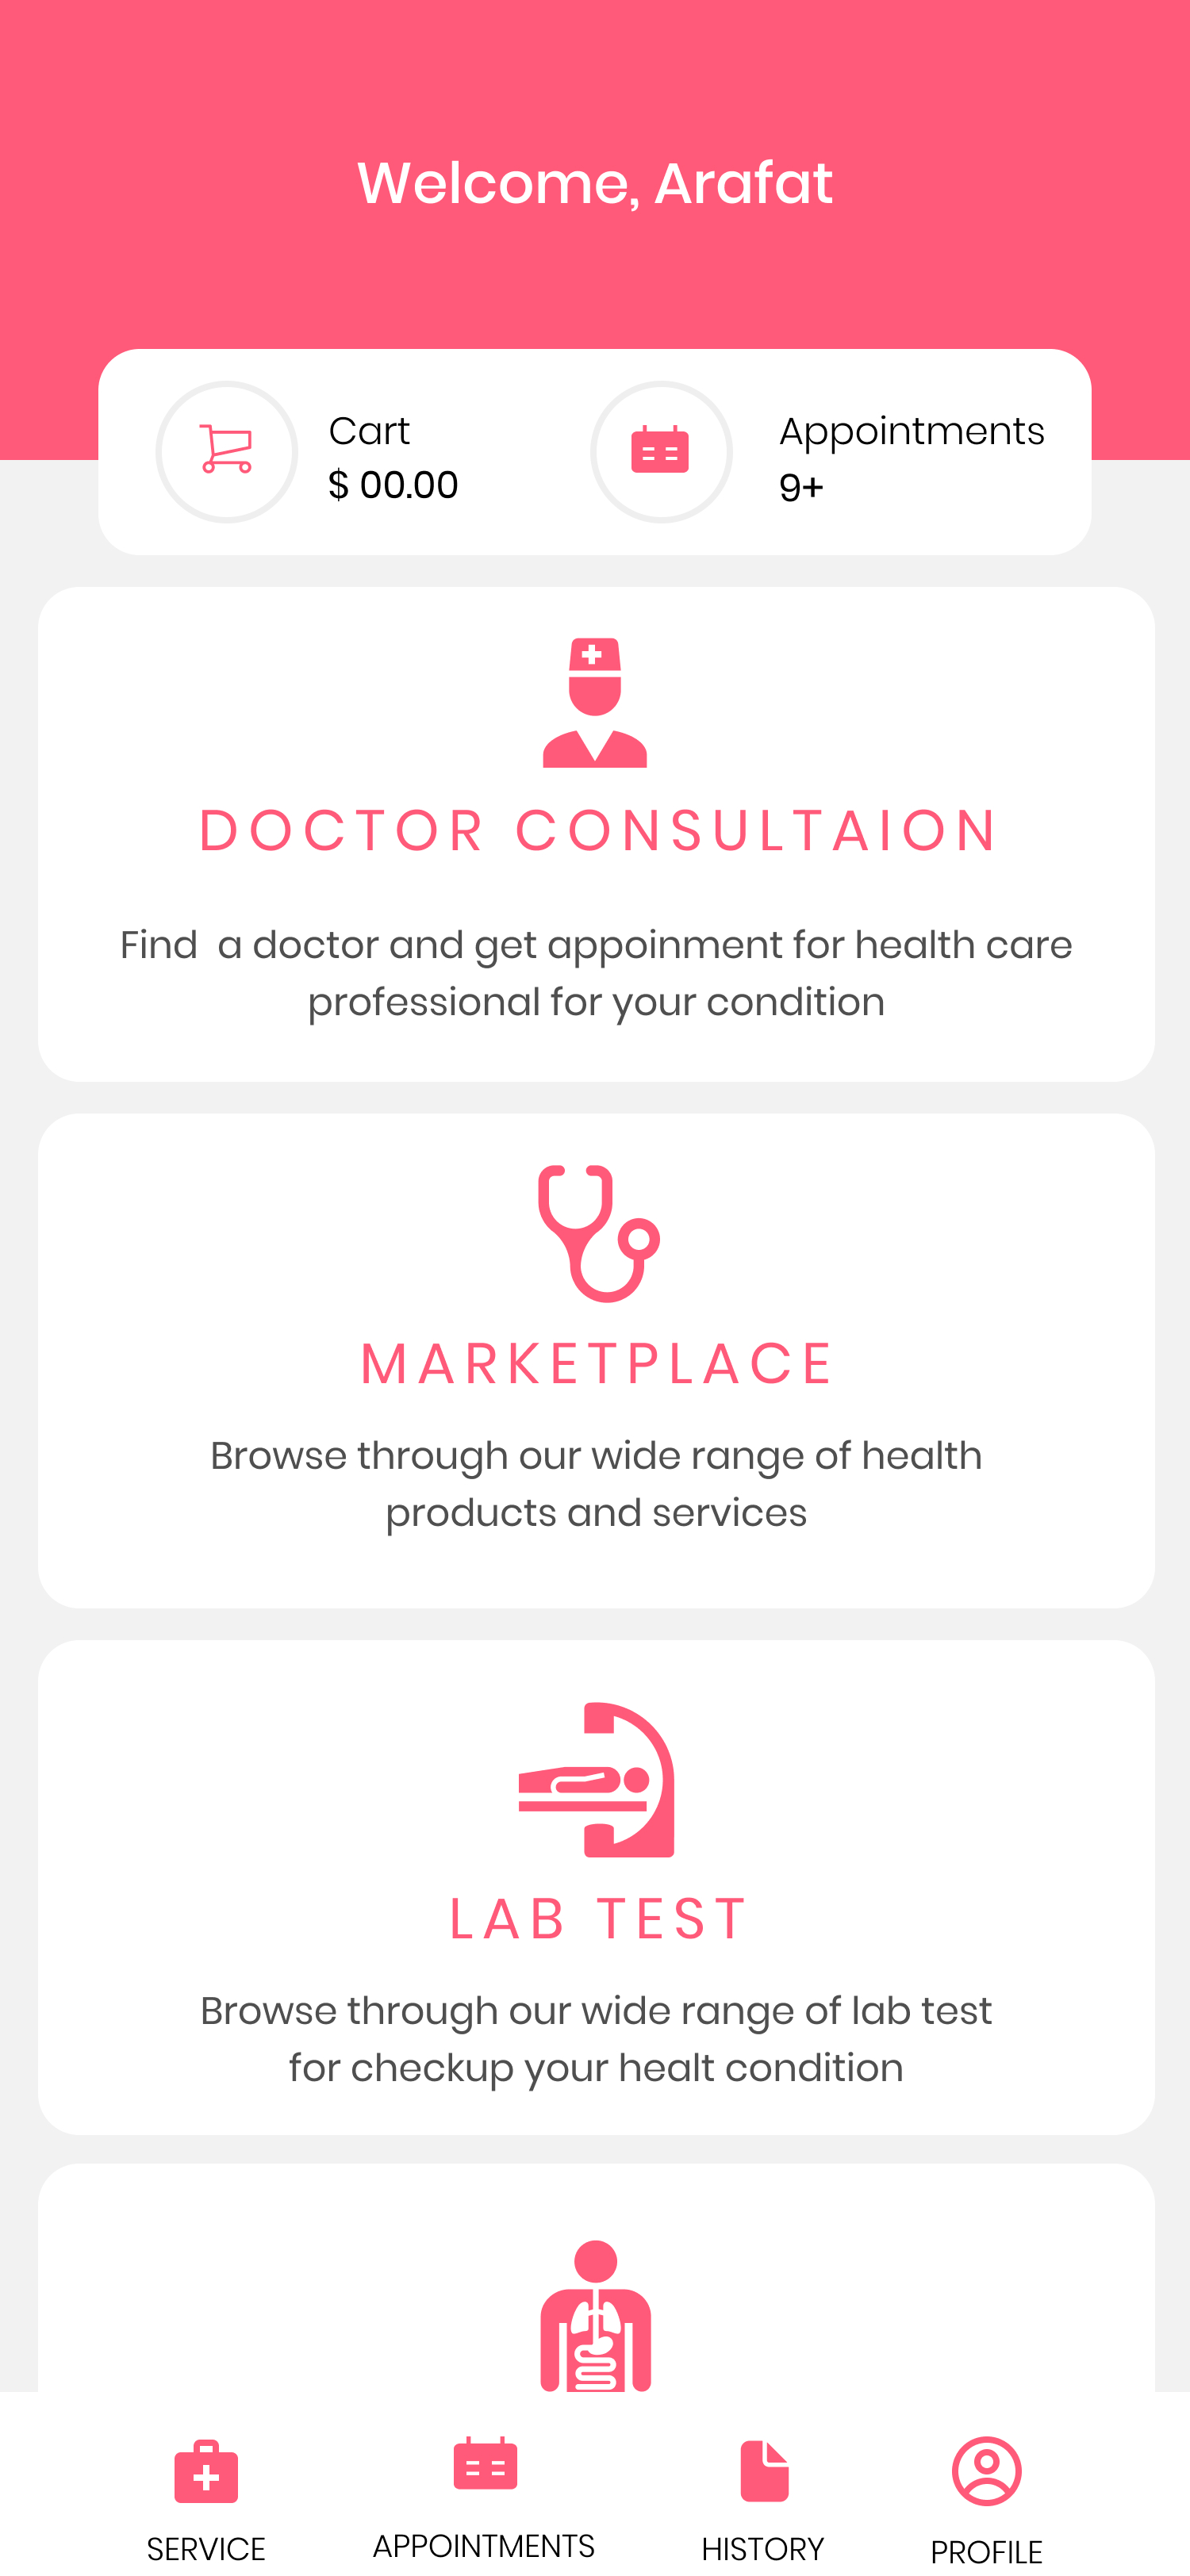 Welcome, Arafat
Cart
$ 00.00
Appointments
9+
DOCTOR CONSULTAION
Find  a doctor and get appoinment for health care
professional for your condition
MARKETPLACE
Browse through our wide range of health
products and services
LAB TEST
Browse through our wide range of lab test
for checkup your healt condition
SERVICE
APPOINTMENTS
HISTORY
PROFILE